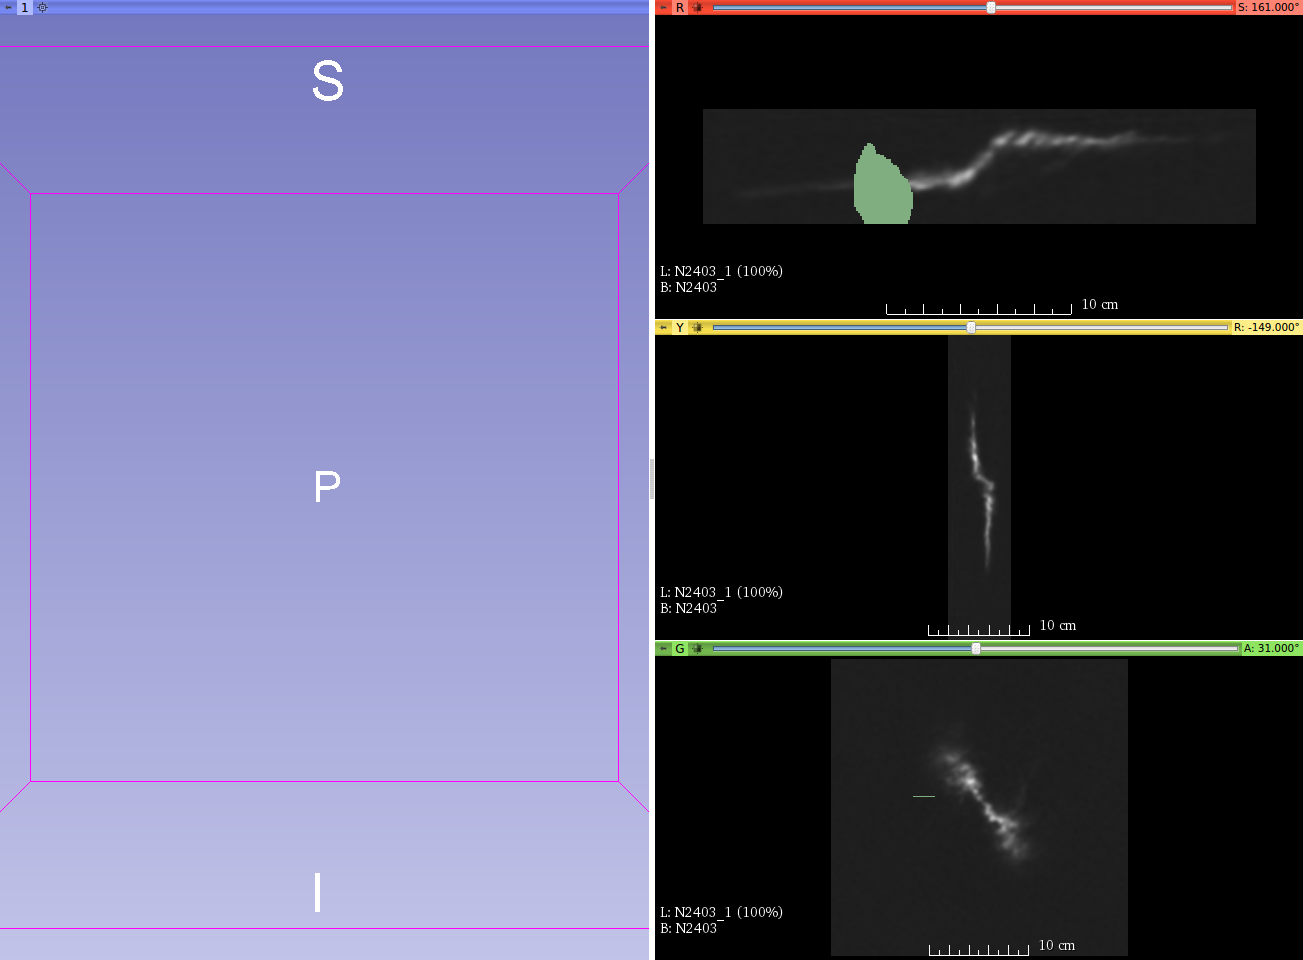 1
S
P
I
R
S: 161.000°
L: N2403_1 (100%)
B: N2403
10 cm
Y
R: -149.000°
L: N2403_1 (100%)
B: N2403
10 cm
G
A: 31.000°
L: N2403_1 (100%)
B: N2403
10 cm